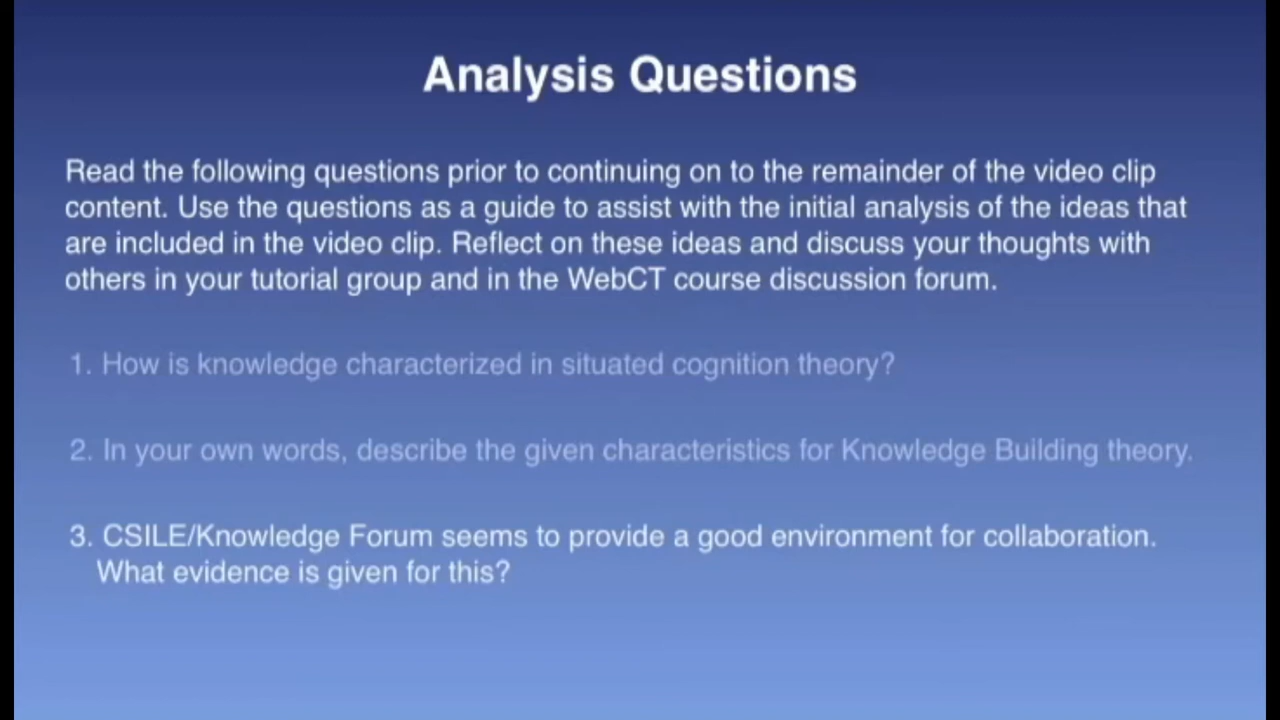 Analysis Questions
Read the following questions prior to continuing on to the remainder of the video clip
content. Use the questions as a guide to assist with the initial analysis of the ideas that
are included in the video clip. Reflect on these ideas and discuss your thoughts with
others in your tutorial group and in the WebCT course discussion forum.
1. How is knowledge characterized in situated cognition theory?
2. In your own words, describe the given characteristics for Knowledge Building theory.
3. CSILE/Knowledge Forum seems to provide a good environment for collaboration.
What evidence is given for this?